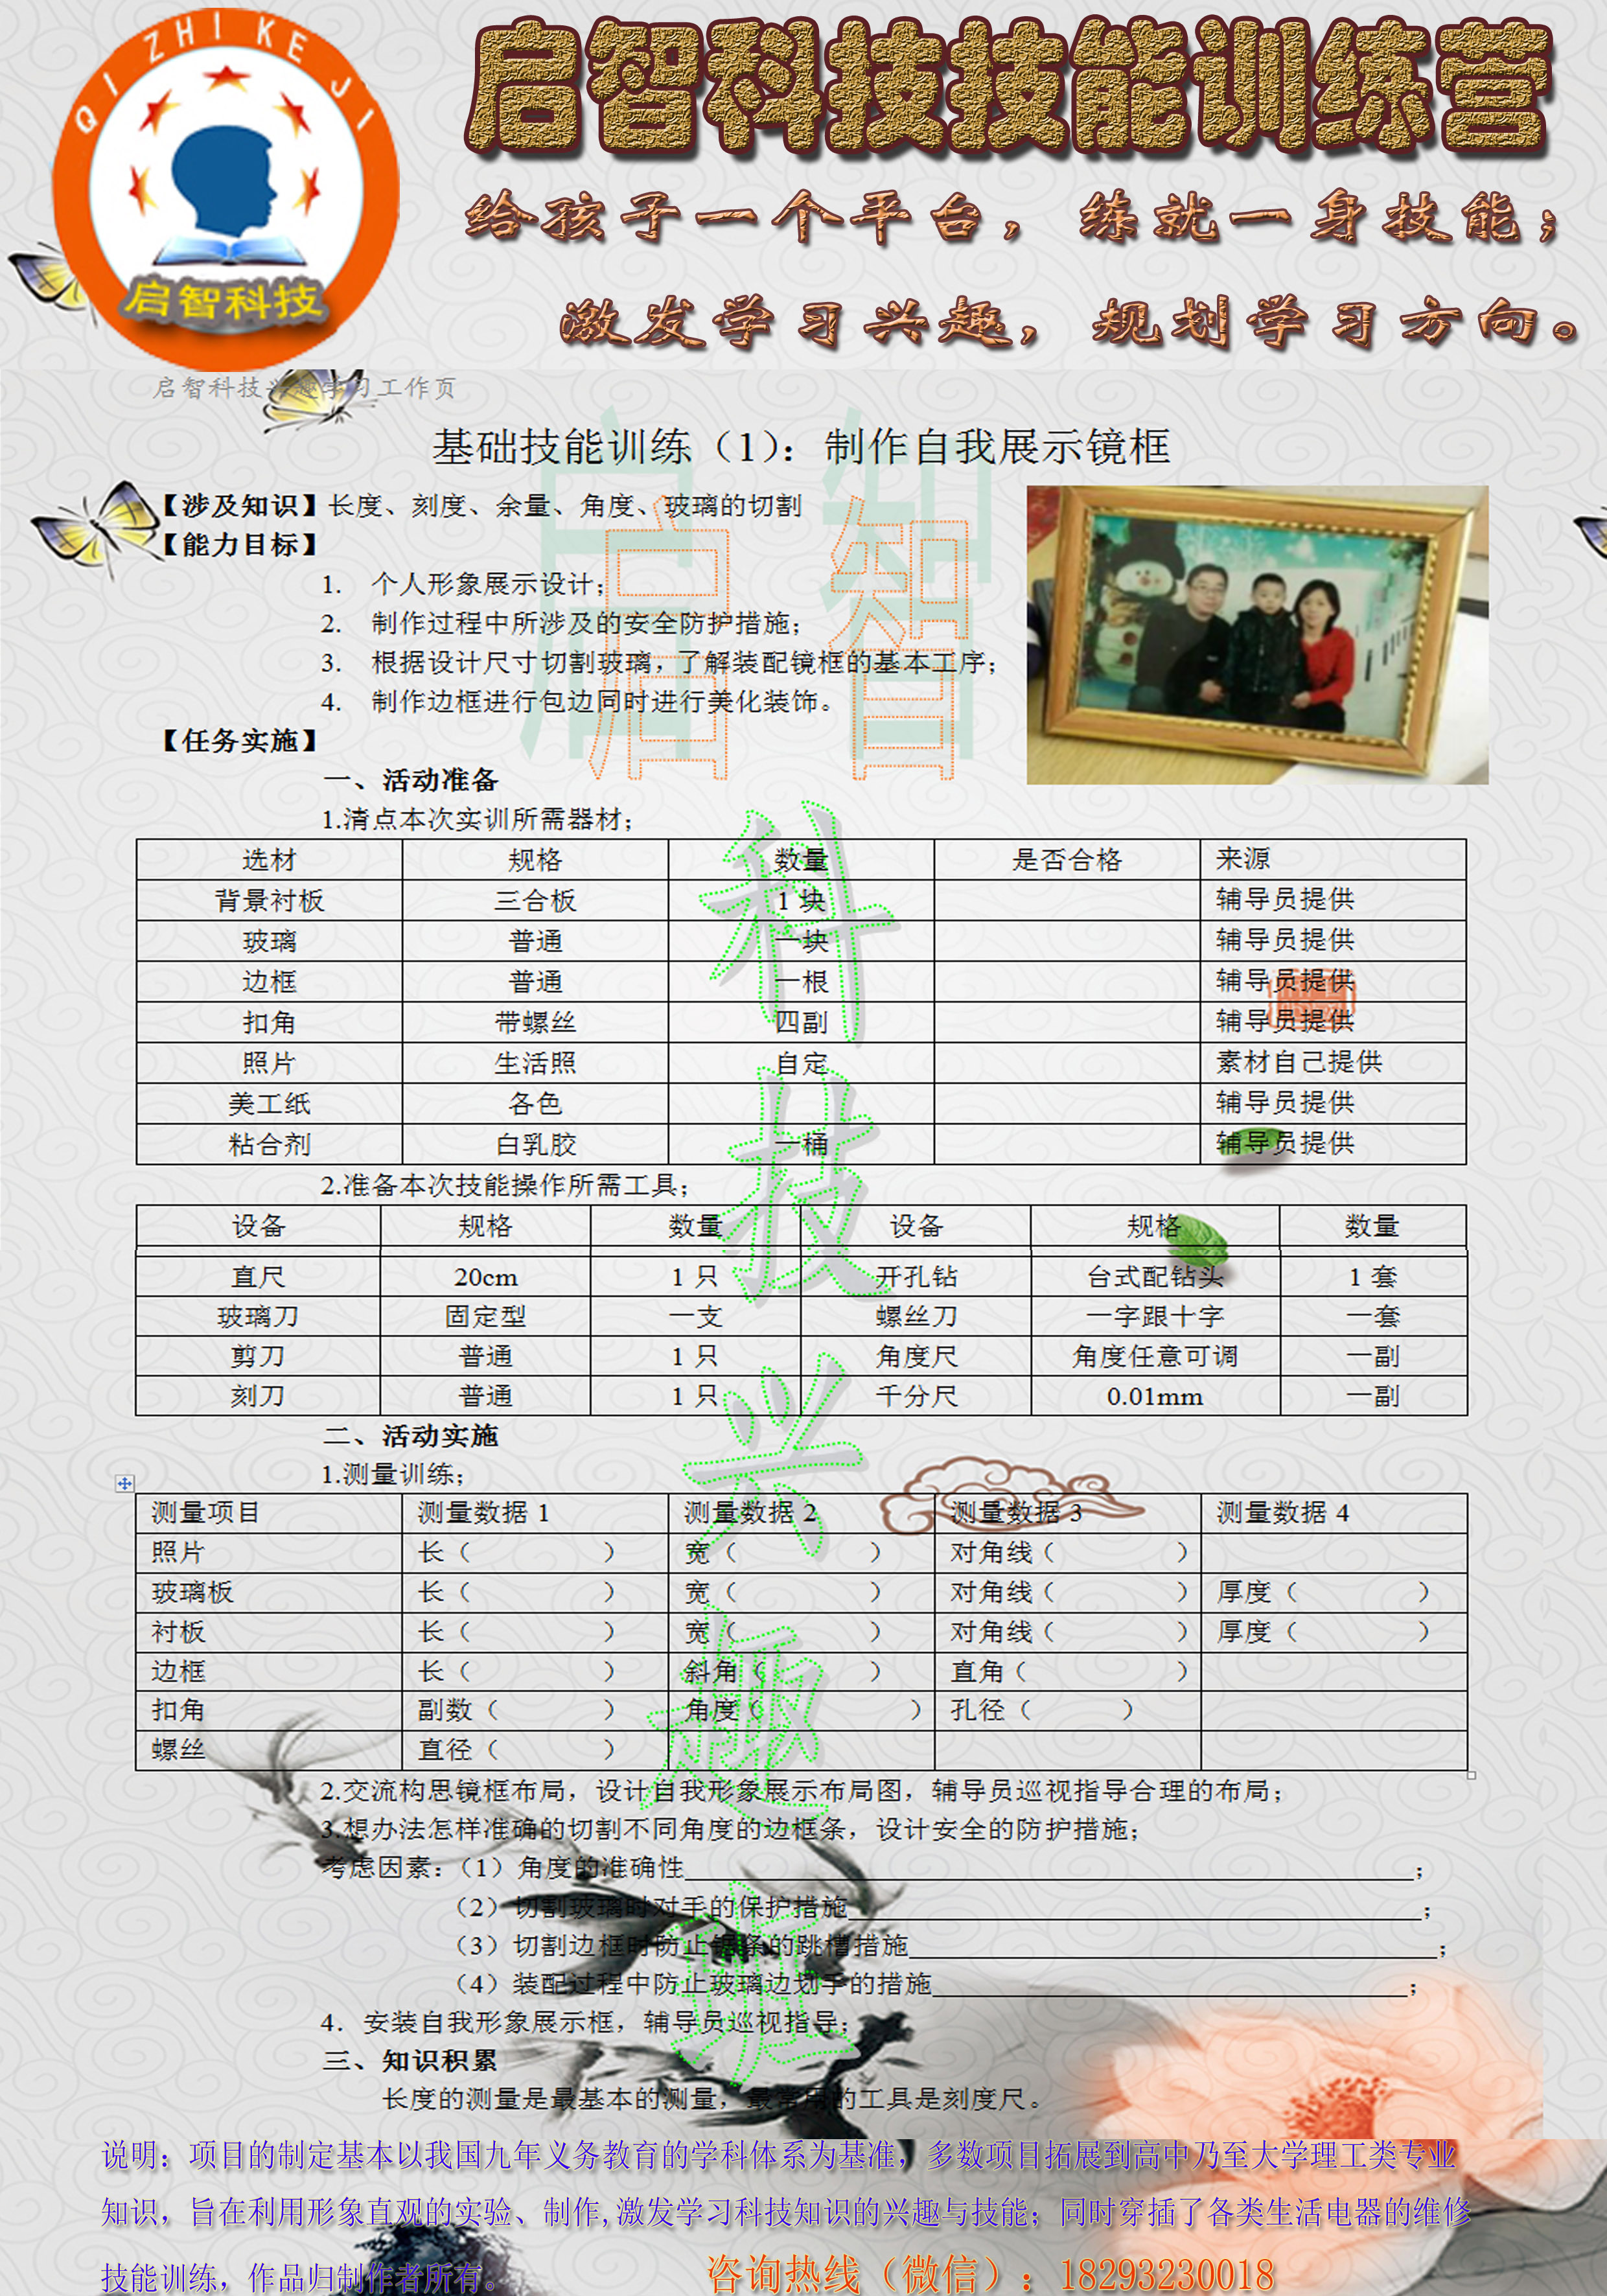 QI ZHI KE JI
启智科技
启智科技技能训练营
给孩子一个平台，练就一身技能；
激发学习兴趣，规划学习方向。
启智科技兴趣学习工作页
基础技能训练（1）：制作自我展示镜框
【涉及知识】长度、刻度、余量、角度、玻璃的切割
【能力目标】
1. 个人形象展示设计；
2. 制作过程中所涉及的安全防护措施；
3. 根据设计尺寸切割玻璃，了解装配镜框的基本工序；
4. 制作边框进行包边同时进行美化装饰。
【任务实施】
一、活动准备
1.清点本次实训所需器材；
选材 规格 数量 是否合格 来源
背景衬板 三合板 1 块 辅导员提供
玻璃 普通 一块 辅导员提供
边框 普通 一根 辅导员提供
扣角 带螺丝 四副 辅导员提供
照片 生活照 自定 素材自己提供
美工纸 各色 辅导员提供
粘合剂 白乳胶 一桶 辅导员提供
2.准备本次技能操作所需工具；
设备 规格 数量 设备 规格 数量
直尺 20cm 1 只 开孔钻 台式配钻头 1 套
玻璃刀 固定型 一支 螺丝刀 一字跟十字 一套
剪刀 普通 1 只 角度尺 角度任意可调 一副
刻刀 普通 1 只 千分尺 0.01mm 一副
二、活动实施
1.测量训练；
测量项目 测量数据 1 测量数据 2 测量数据 3 测量数据 4
照片 长（ ） 宽（ ） 对角线（ ）
玻璃板 长（ ） 宽（ ） 对角线（ ） 厚度（ ）
衬板 长（ ） 宽（ ） 对角线（ ） 厚度（ ）
边框 长（ ） 斜角（ ） 直角（ ）
扣角 副数（ ） 角度（ ） 孔径（ ）
螺丝 直径（ ）
2.交流构思镜框布局，设计自我形象展示布局图，辅导员巡视指导合理的布局；
3.想办法怎样准确的切割不同角度的边框条，设计安全的防护措施；
考虑因素：（1）角度的准确性______；
（2）切割玻璃时对手的保护措施______；
（3）切割边框时防止锯条的跳槽措施______；
（4）装配过程中防止玻璃边划手的措施______；
4．安装自我形象展示框，辅导员巡视指导；
三、知识积累
长度的测量是最基本的测量，最常用的工具是刻度尺。
启智
科
技
兴
趣
班
说明：项目的制定基本以我国九年义务教育的学科体系为基准，多数项目拓展到高中乃至大学理工类专业
知识，旨在利用形象直观的实验、制作,激发学习科技知识的兴趣与技能；同时穿插了各类生活电器的维修
技能训练，作品归制作者所有。
咨询热线（微信）：18293230018